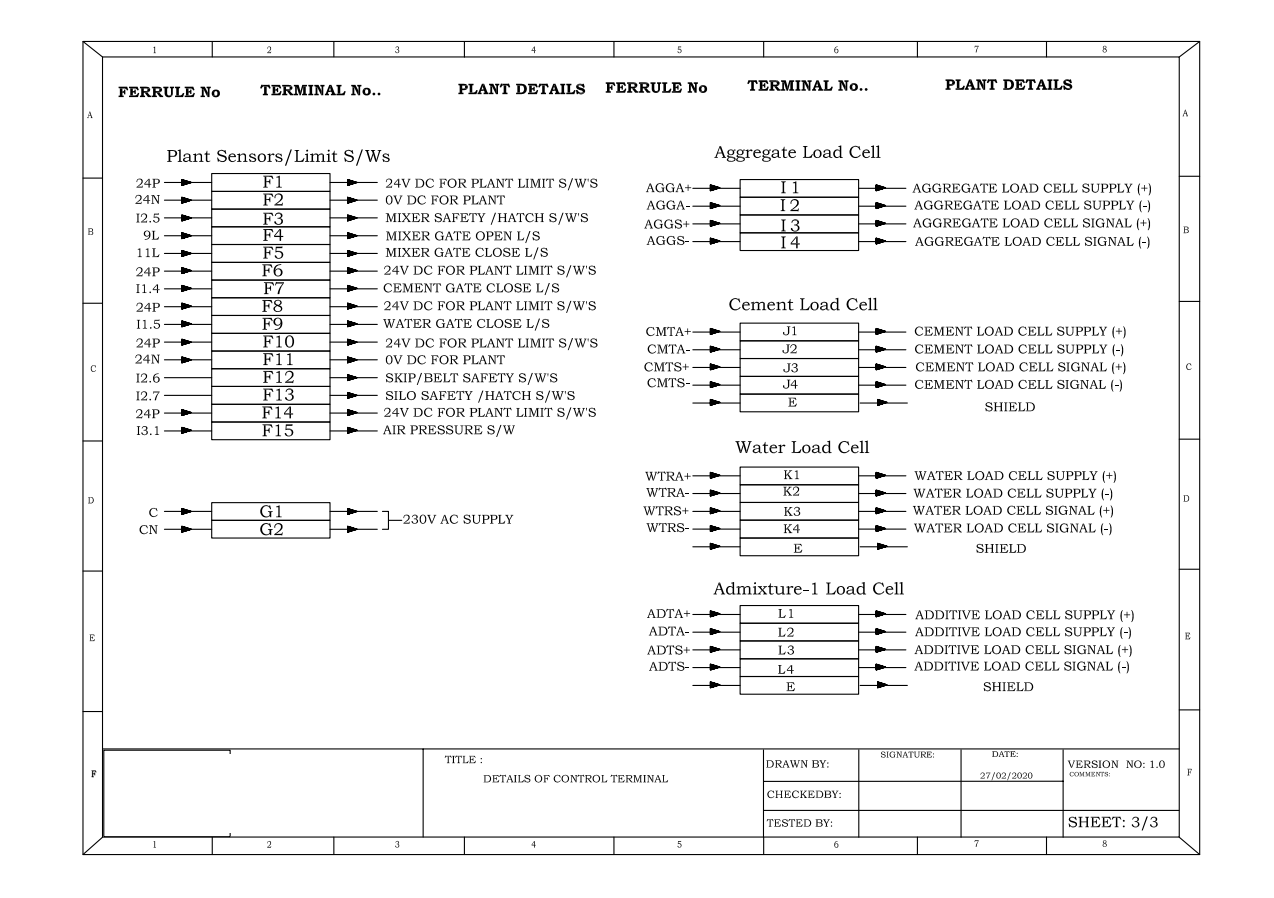 1 2 3 4 5 6 7 8
FERRULE No TERMINAL No.. PLANT DETAILS FERRULE No TERMINAL No.. PLANT DETAILS
A A
B B
C C
D D
E E
F F
Plant Sensors/Limit S/Ws
24P F1 24V DC FOR PLANT LIMIT S/W'S
24N F2 0V DC FOR PLANT
I2.5 F3 MIXER SAFETY /HATCH S/W'S
9L F4 MIXER GATE OPEN L/S
11L F5 MIXER GATE CLOSE L/S
24P F6 24V DC FOR PLANT LIMIT S/W'S
I1.4 F7 CEMENT GATE CLOSE L/S
24P F8 24V DC FOR PLANT LIMIT S/W'S
I1.5 F9 WATER GATE CLOSE L/S
24P F10 24V DC FOR PLANT LIMIT S/W'S
24N F11 0V DC FOR PLANT
I2.6 F12 SKIP/BELT SAFETY S/W'S
I2.7 F13 SILO SAFETY /HATCH S/W'S
24P F14 24V DC FOR PLANT LIMIT S/W'S
I3.1 F15 AIR PRESSURE S/W
C G1
CN G2
230V AC SUPPLY
Aggregate Load Cell
AGGA+ I 1 AGGREGATE LOAD CELL SUPPLY (+)
AGGA- I 2 AGGREGATE LOAD CELL SUPPLY (-)
AGGS+ I 3 AGGREGATE LOAD CELL SIGNAL (+)
AGGS- I 4 AGGREGATE LOAD CELL SIGNAL (-)
Cement Load Cell
CMTA+ J1 CEMENT LOAD CELL SUPPLY (+)
CMTA- J2 CEMENT LOAD CELL SUPPLY (-)
CMTS+ J3 CEMENT LOAD CELL SIGNAL (+)
CMTS- J4 CEMENT LOAD CELL SIGNAL (-)
E SHIELD
Water Load Cell
WTRA+ K1 WATER LOAD CELL SUPPLY (+)
WTRA- K2 WATER LOAD CELL SUPPLY (-)
WTRS+ K3 WATER LOAD CELL SIGNAL (+)
WTRS- K4 WATER LOAD CELL SIGNAL (-)
E SHIELD
Admixture-1 Load Cell
ADTA+ L1 ADDITIVE LOAD CELL SUPPLY (+)
ADTA- L2 ADDITIVE LOAD CELL SUPPLY (-)
ADTS+ L3 ADDITIVE LOAD CELL SIGNAL (+)
ADTS- L4 ADDITIVE LOAD CELL SIGNAL (-)
E SHIELD
TITLE :
DETAILS OF CONTROL TERMINAL
DRAWN BY: SIGNATURE: DATE:
27/02/2020
CHECKEDBY:
TESTED BY:
VERSION NO: 1.0
COMMENTS:
SHEET: 3/3
1 2 3 4 5 6 7 8